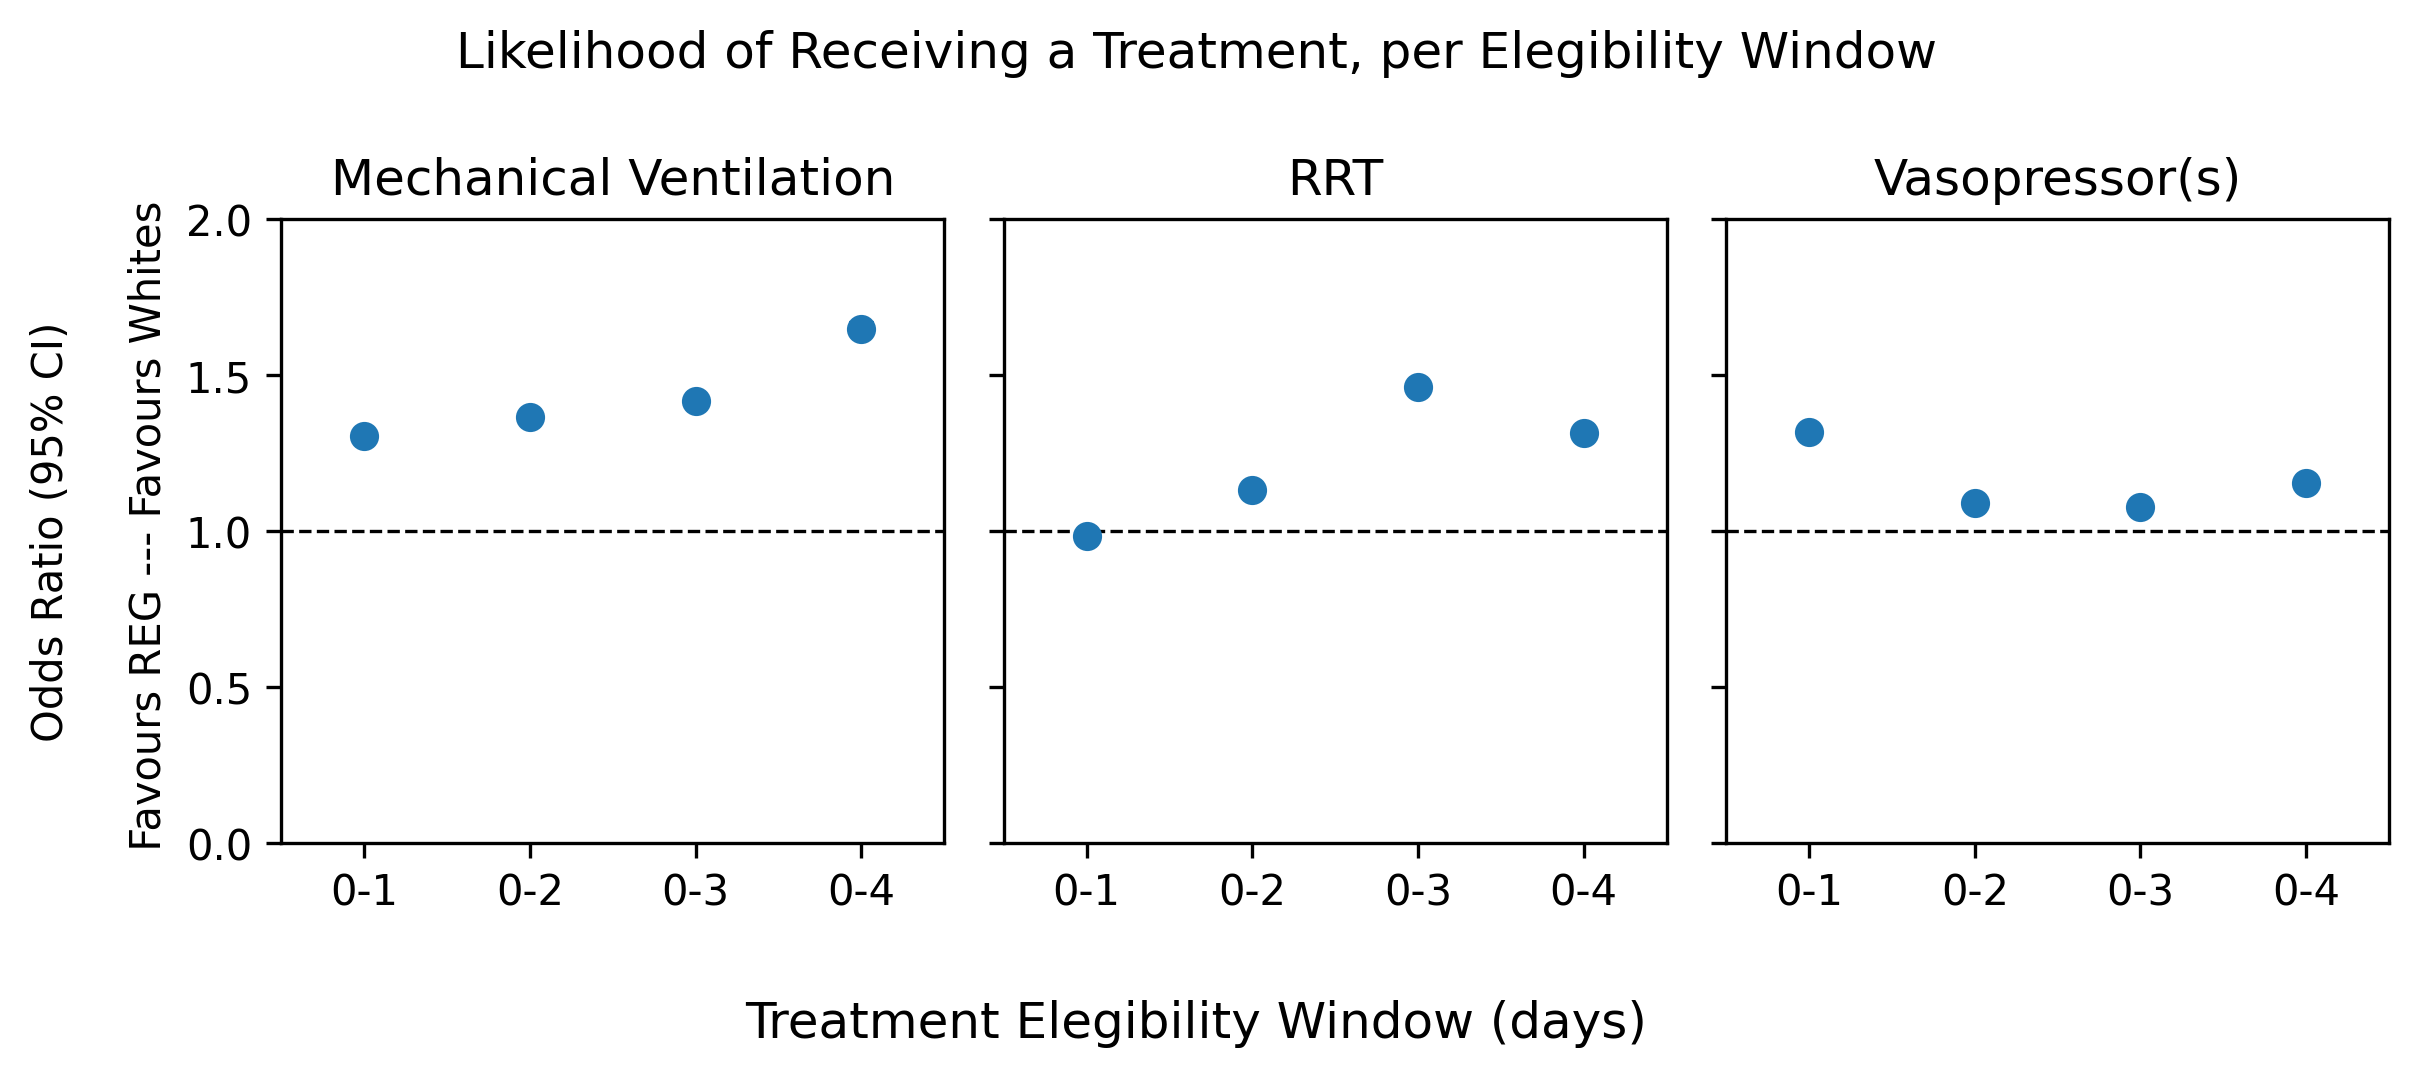 Likelihood of Receiving a Treatment, per Elegibility Window
Mechanical Ventilation
RRT
Vasopressor(s)
Odds Ratio (95% CI)
Favours REG --- Favours Whites
2.0
1.5
1.0
0.5
0.0
0-1 0-2 0-3 0-4
0-1 0-2 0-3 0-4
0-1 0-2 0-3 0-4
Treatment Elegibility Window (days)